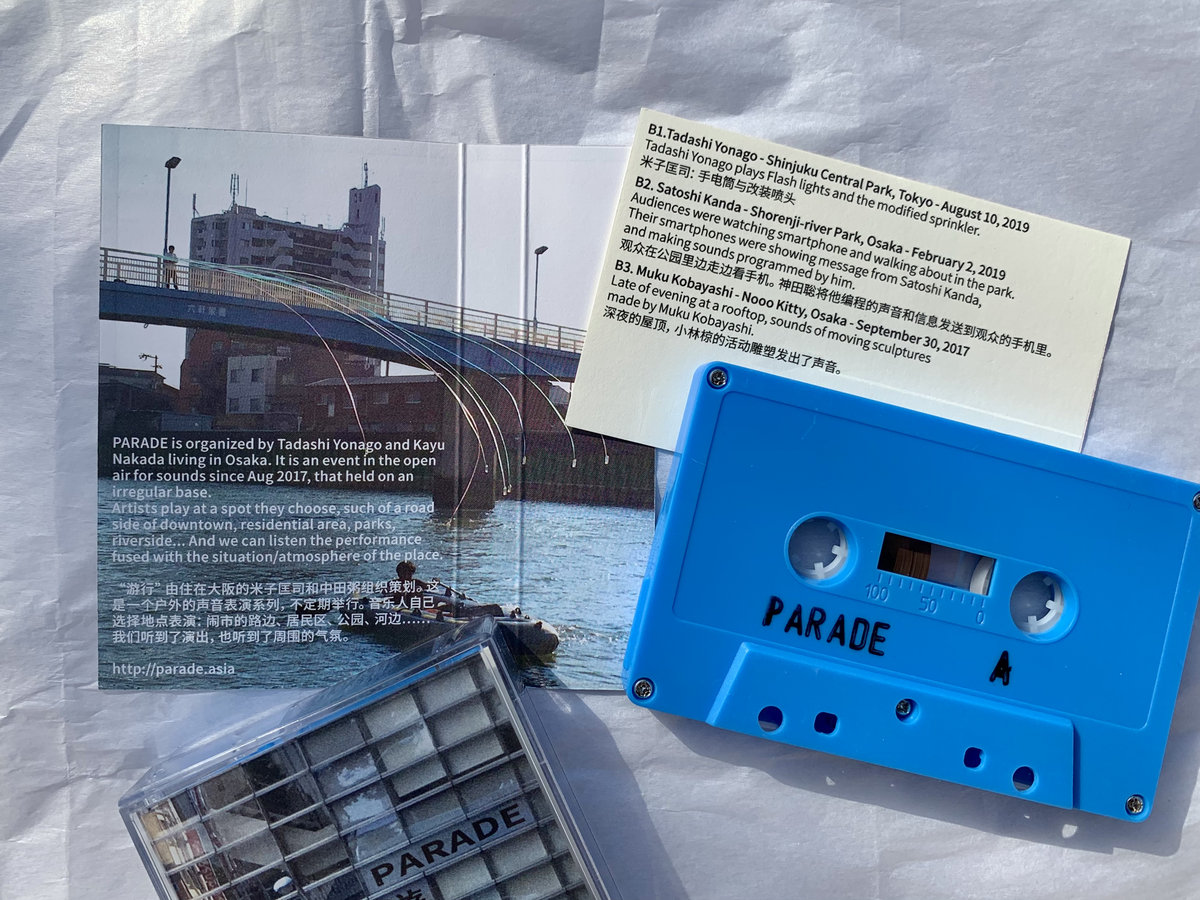 PARADE is organized by Tadashi Yonago and Kayu
Nakada living in Osaka. It is an event in the open
air for sounds since Aug 2017, that held on an
irregular base.
Artists play at a spot they choose, such of a road
side of downtown, residential area, parks,
riverside... And we can listen the performance
fused with the situation/atmosphere of the place.
“游行”由住在大阪的米子匡司和中田粥组织策划。这
是一个户外的声音表演系列，不定期举行。音乐人自己
选择地点表演：闹市的路边、居民区、公园、河边……
我们听到了演出，也听到了周围的气氛。
http://parade.asia
B1.Tadashi Yonago - Shinjuku Central Park, Tokyo - August 10, 2019
Tadashi Yonago plays Flash lights and the modified sprinkler.
米子匡司：手电筒与改装喷头
B2. Satoshi Kanda - Shorenji-river Park, Osaka - February 2, 2019
Audiences were watching smartphone and walking about in the park.
Their smartphones were showing message from Satoshi Kanda,
and making sounds programmed by him.
观众在公园里边走边看手机。神田聪将他编程的声音和信息发送到观众的手机里。
B3. Muku Kobayashi - Nooo Kitty, Osaka - September 30, 2017
Late of evening at a rooftop, sounds of moving sculptures
made by Muku Kobayashi.
深夜的屋顶，小林椋的活动雕塑发出了声音。
100 50 0
PARADE
A
PARADE